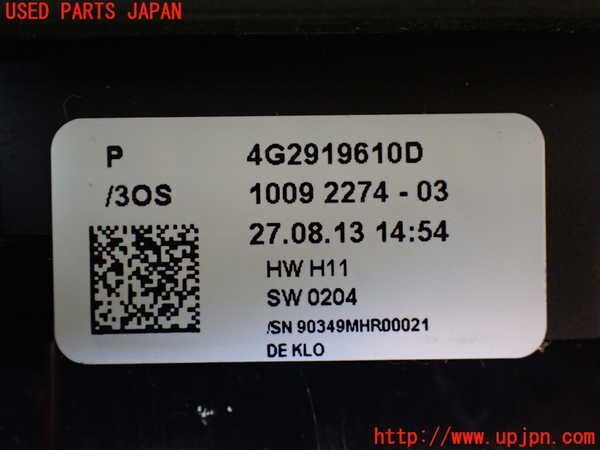 USED PARTS JAPAN
P 4G2919610D
/3OS 1009 2274 - 03
27.08.13 14:54
HW H11
SW 0204
/SN 90349MHR00021
DE KLO
http://www.upjpn.com/